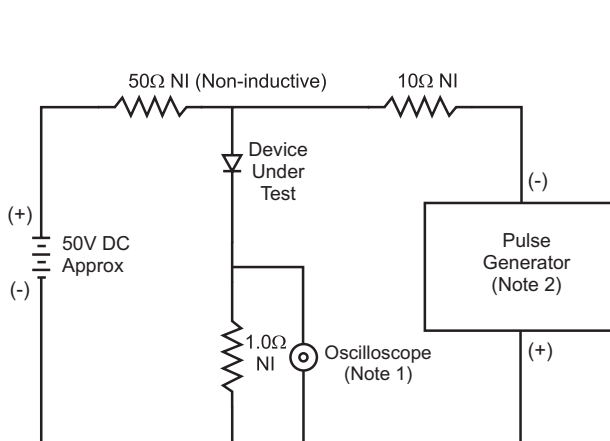 50Ω NI (Non-inductive)
10Ω NI
Device
Under
Test
(-)
(+)
50V DC
Approx
(-)
Pulse
Generator
(Note 2)
(+)
1.0Ω
NI
Oscilloscope
(Note 1)